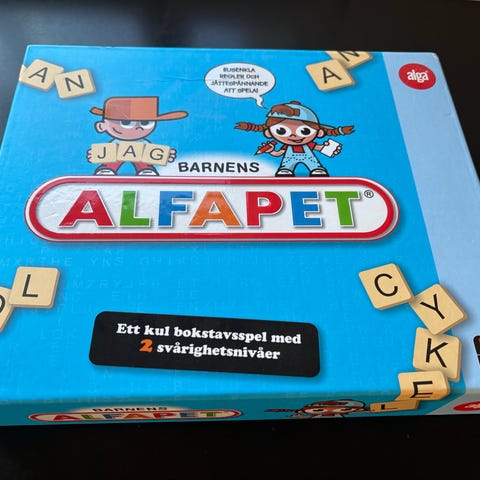 AN
AN
alga
BUSENKLA
REGLER OCH
JÄTTESPÄNNANDE
ATT SPELA!
JAG
BARNENS
ALFAPET®
OL
CYKEL
Ett kul bokstavsspel med
2 svårighetsnivåer
BARNENS
ALFAPET
alga